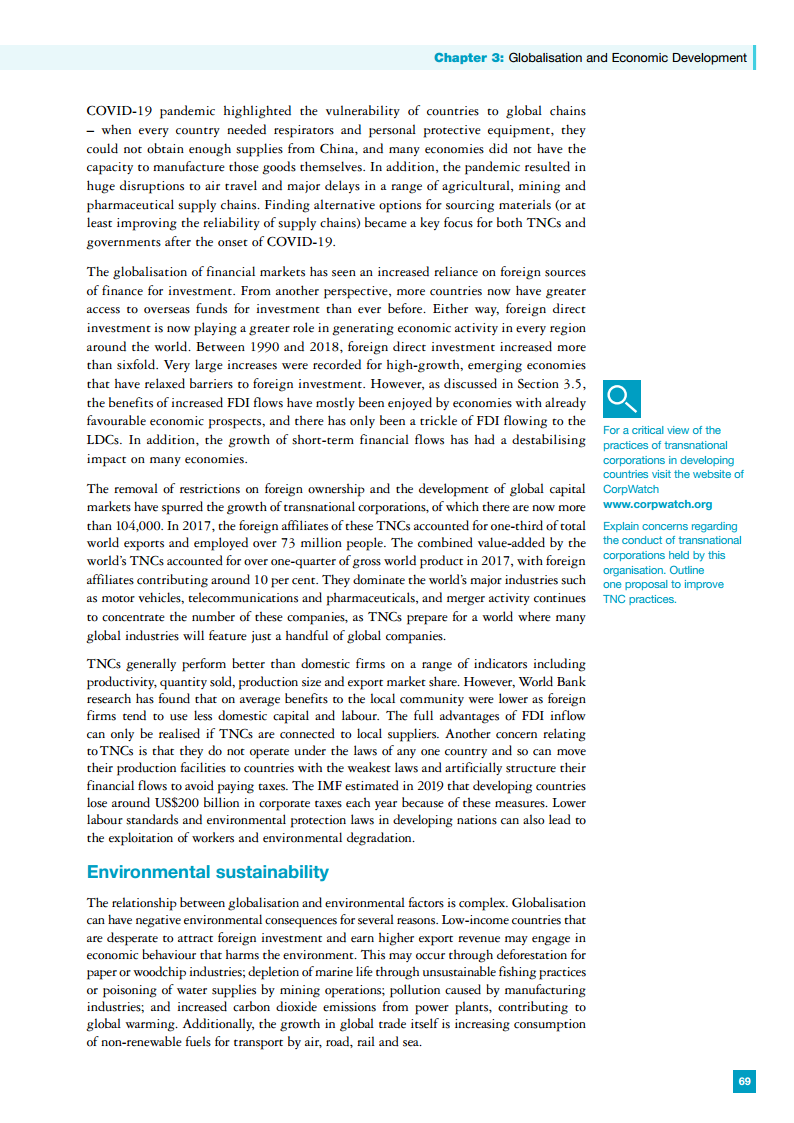 Chapter 3: Globalisation and Economic Development
COVID-19 pandemic highlighted the vulnerability of countries to global chains
– when every country needed respirators and personal protective equipment, they
could not obtain enough supplies from China, and many economies did not have the
capacity to manufacture those goods themselves. In addition, the pandemic resulted in
huge disruptions to air travel and major delays in a range of agricultural, mining and
pharmaceutical supply chains. Finding alternative options for sourcing materials (or at
least improving the reliability of supply chains) became a key focus for both TNCs and
governments after the onset of COVID-19.
The globalisation of financial markets has seen an increased reliance on foreign sources
of finance for investment. From another perspective, more countries now have greater
access to overseas funds for investment than ever before. Either way, foreign direct
investment is now playing a greater role in generating economic activity in every region
around the world. Between 1990 and 2018, foreign direct investment increased more
than sixfold. Very large increases were recorded for high-growth, emerging economies
that have relaxed barriers to foreign investment. However, as discussed in Section 3.5,
the benefits of increased FDI flows have mostly been enjoyed by economies with already
favourable economic prospects, and there has only been a trickle of FDI flowing to the
LDCs. In addition, the growth of short-term financial flows has had a destabilising
impact on many economies.
The removal of restrictions on foreign ownership and the development of global capital
markets have spurred the growth of transnational corporations, of which there are now more
than 104,000. In 2017, the foreign affiliates of these TNCs accounted for one-third of total
world exports and employed over 73 million people. The combined value-added by the
world's TNCs accounted for over one-quarter of gross world product in 2017, with foreign
affiliates contributing around 10 per cent. They dominate the world's major industries such
as motor vehicles, telecommunications and pharmaceuticals, and merger activity continues
to concentrate the number of these companies, as TNCs prepare for a world where many
global industries will feature just a handful of global companies.
TNCs generally perform better than domestic firms on a range of indicators including
productivity, quantity sold, production size and export market share. However, World Bank
research has found that on average benefits to the local community were lower as foreign
firms tend to use less domestic capital and labour. The full advantages of FDI inflow
can only be realised if TNCs are connected to local suppliers. Another concern relating
to TNCs is that they do not operate under the laws of any one country and so can move
their production facilities to countries with the weakest laws and artificially structure their
financial flows to avoid paying taxes. The IMF estimated in 2019 that developing countries
lose around US$200 billion in corporate taxes each year because of these measures. Lower
labour standards and environmental protection laws in developing nations can also lead to
the exploitation of workers and environmental degradation.
Environmental sustainability
The relationship between globalisation and environmental factors is complex. Globalisation
can have negative environmental consequences for several reasons. Low-income countries that
are desperate to attract foreign investment and earn higher export revenue may engage in
economic behaviour that harms the environment. This may occur through deforestation for
paper or woodchip industries; depletion of marine life through unsustainable fishing practices
or poisoning of water supplies by mining operations; pollution caused by manufacturing
industries; and increased carbon dioxide emissions from power plants, contributing to
global warming. Additionally, the growth in global trade itself is increasing consumption
of non-renewable fuels for transport by air, road, rail and sea.
For a critical view of the
practices of transnational
corporations in developing
countries visit the website of
CorpWatch
www.corpwatch.org
Explain concerns regarding
the conduct of transnational
corporations held by this
organisation. Outline
one proposal to improve
TNC practices.
69